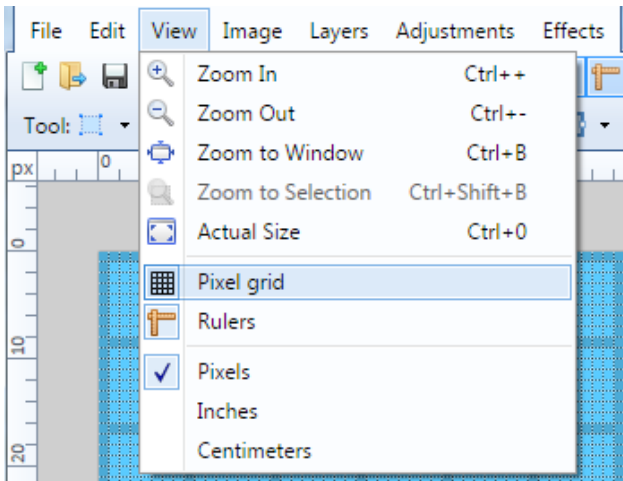 File Edit View Image Layers Adjustments Effects
Zoom In Ctrl++
Tool: Zoom Out Ctrl+-
px 0 Zoom to Window Ctrl+B
Zoom to Selection Ctrl+Shift+B
0 Actual Size Ctrl+0
Pixel grid
Rulers
10 Pixels
Inches
20 Centimeters